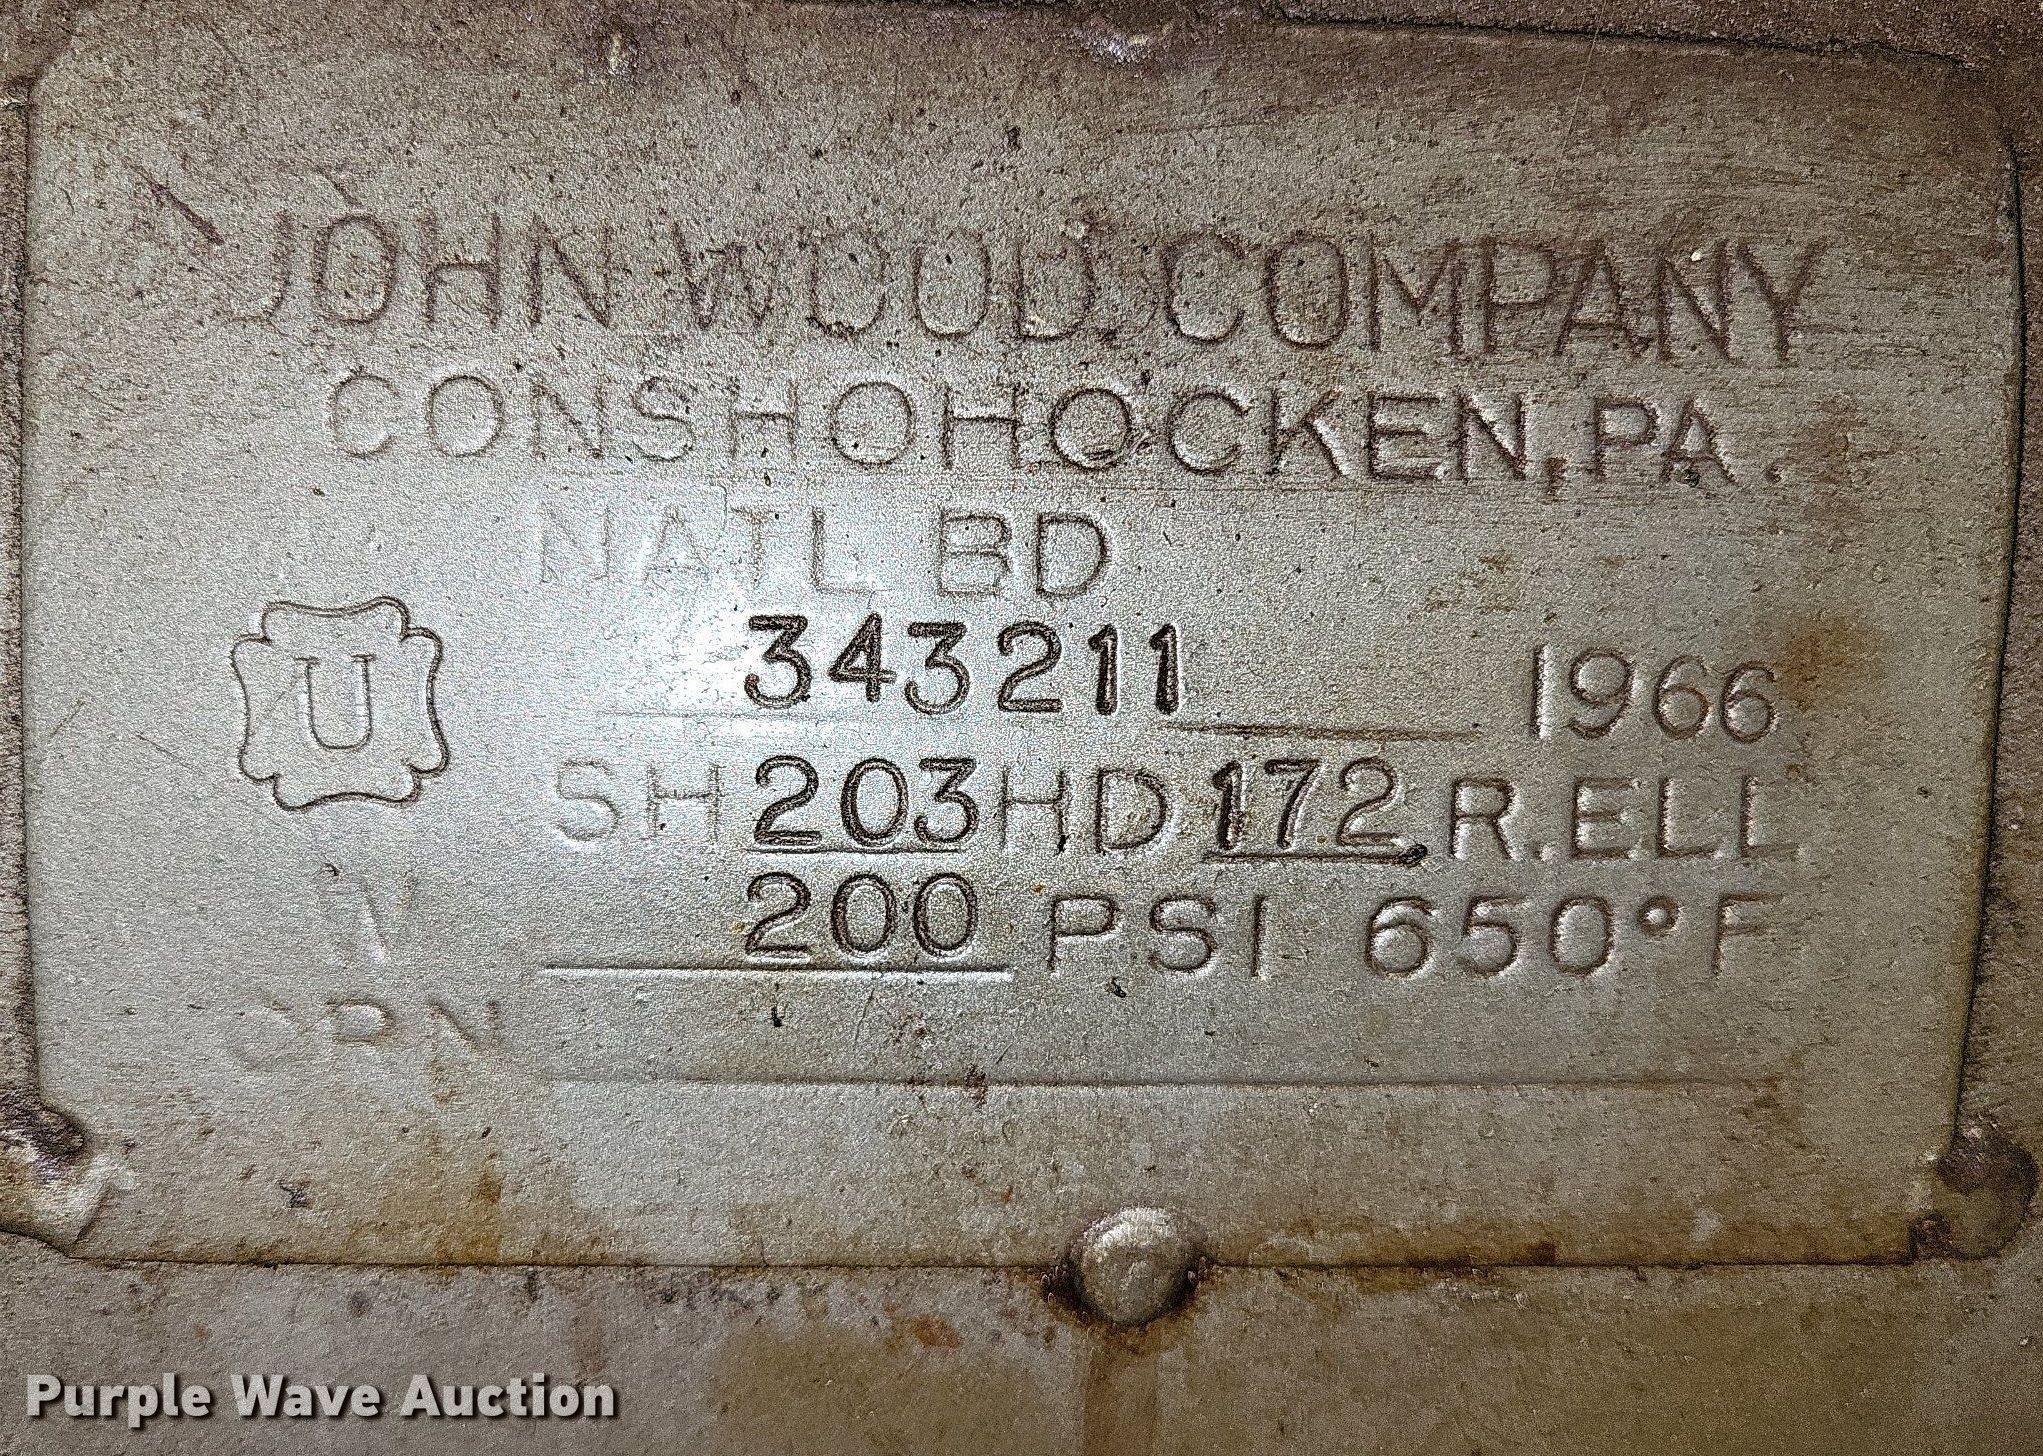 JOHN WOOD COMPANY
CONSHOHOCKEN, PA.
NATL BD
343211 1966
U
SH 203 HD 172 R.ELL.
200 PSI 650°F
CRN
Purple Wave Auction